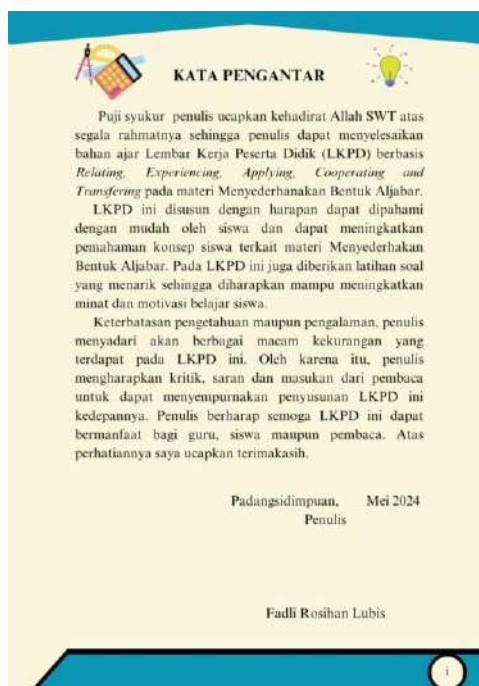 KATA PENGANTAR
Puji syukur penulis ucapkan kehadirat Allah SWT atas
segala rahmatnya sehingga penulis dapat menyelesaikan
bahan ajar Lembar Kerja Peserta Didik (LKPD) berbasis
Relating, Experiencing, Applying, Cooperating and
Transfering pada materi Menyederhanakan Bentuk Aljabar.
LKPD ini disusun dengan harapan dapat dipahami
dengan mudah oleh siswa dan dapat meningkatkan
pemahaman konsep siswa terkait materi Menyederhakan
Bentuk Aljabar. Pada LKPD ini juga diberikan latihan soal
yang menarik sehingga diharapkan mampu meningkatkan
minat dan motivasi belajar siswa.
Keterbatasan pengetahuan maupun pengalaman, penulis
menyadari akan berbagai macam kekurangan yang
terdapat pada LKPD ini. Oleh karena itu, penulis
mengharapkan kritik, saran dan masukan dari pembaca
untuk dapat menyempurnakan penyusunan LKPD ini
kedepannya. Penulis berharap semoga LKPD ini dapat
bermanfaat bagi guru, siswa maupun pembaca. Atas
perhatiannya saya ucapkan terimakasih.
Padangsidimpuan, Mei 2024
Penulis
Fadli Rosihan Lubis
i